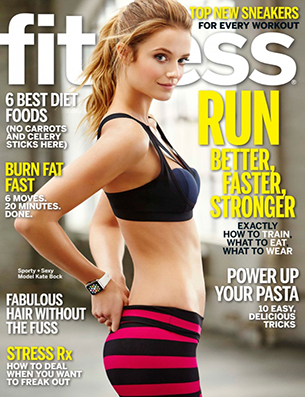 TOP NEW SNEAKERS
FOR EVERY WORKOUT
fitness
6 BEST DIET
FOODS
(NO CARROTS
AND CELERY
STICKS HERE)
BURN FAT
FAST
6 MOVES.
20 MINUTES.
DONE.
Sporty + Sexy
Model Kate Bock
FABULOUS
HAIR WITHOUT
THE FUSS
STRESS Rx
HOW TO DEAL
WHEN YOU WANT
TO FREAK OUT
RUN
BETTER,
FASTER,
STRONGER
EXACTLY
HOW TO TRAIN
WHAT TO EAT
WHAT TO WEAR
POWER UP
YOUR PASTA
10 EASY,
DELICIOUS
TRICKS